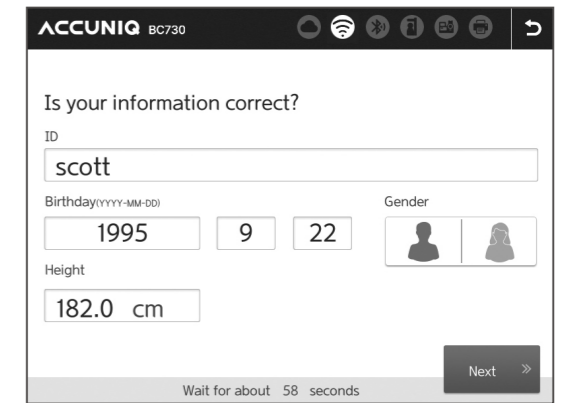 ACCUNIQ BC730
Is your information correct?
ID
scott
Birthday(YYYY-MM-DD)
Gender
1995 9 22
Height
182.0 cm
Next
Wait for about 58 seconds